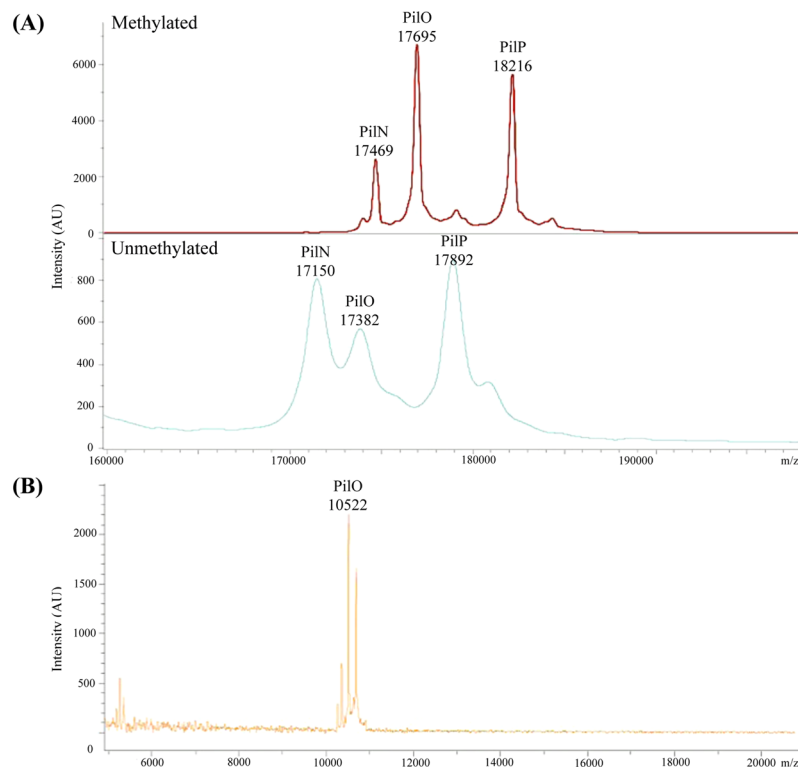 (A)
Methylated
PilO
17695
PilP
18216
PilN
17469
6000
4000
2000
0
Intensity (AU)
Unmethylated
PilN
17150
PilO
17382
PilP
17892
800
600
400
200
0
160000 170000 180000 190000 m/z
(B)
PilO
10522
2000
1500
1000
500
0
Intensity (AU)
6000 8000 10000 12000 14000 16000 18000 20000 m/z